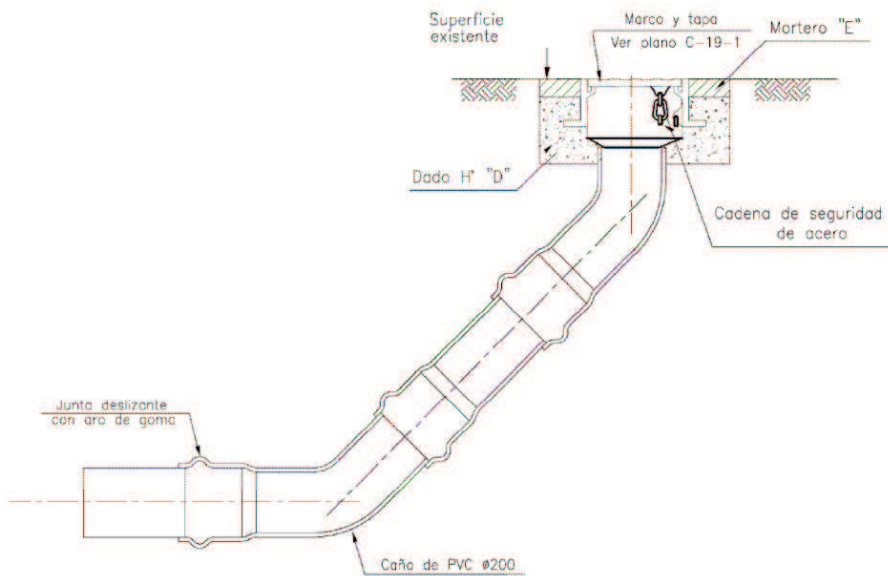 Superficie
existente
Marco y tapa
Ver plano C-19-1
Mortero "E"
Dado Hº "D"
Cadena de seguridad
de acero
Junta deslizante
con aro de goma
Caño de PVC ø200